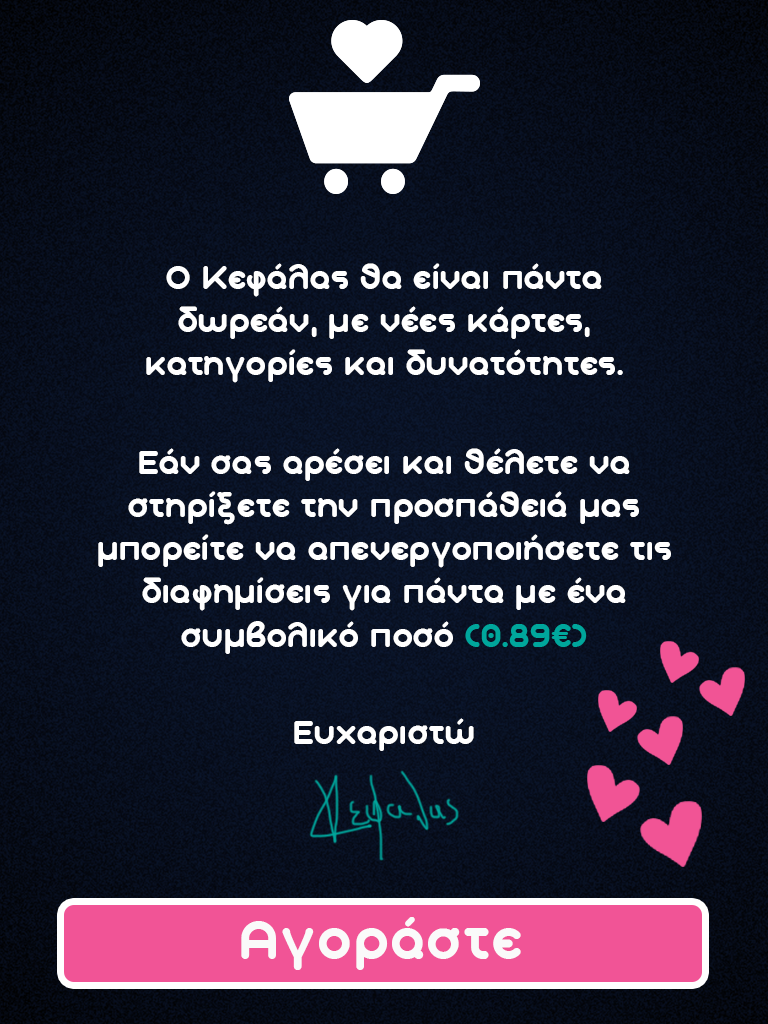 Ο Κεφάλας θα είναι πάντα
δωρεάν, με νέες κάρτες,
κατηγορίες και δυνατότητες.
Εάν σας αρέσει και θέλετε να
στηρίξετε την προσπάθειά μας
μπορείτε να απενεργοποιήσετε τις
διαφημίσεις για πάντα με ένα
συμβολικό ποσό (0.89€)
Ευχαριστώ
Κεφαλας
Αγοράστε